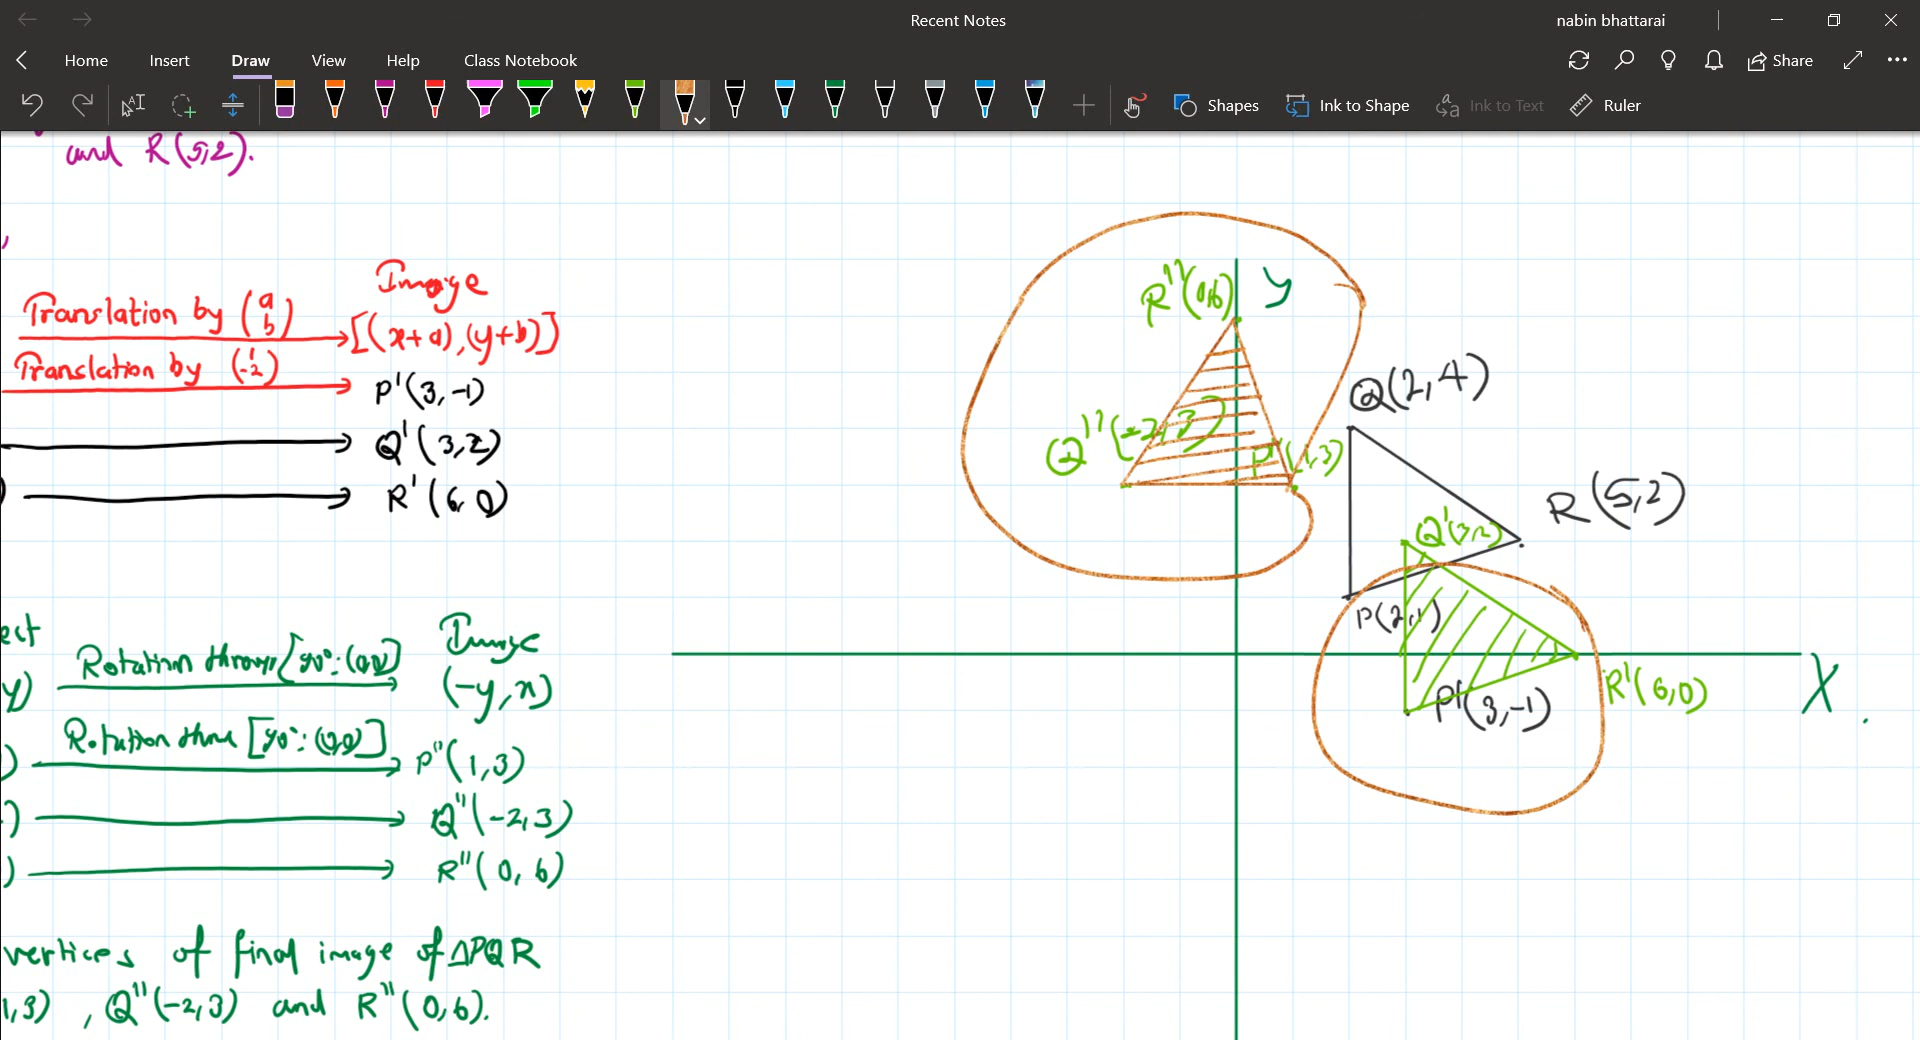 Recent Notes
nabin bhattarai
Home Insert Draw View Help Class Notebook
Share
Shapes Ink to Shape Ink to Text Ruler
and R(5,2).
Image
Translation by (a b) [(x+a),(y+b)]
Translation by (1 -2) P'(3,-1)
Q'(3,2)
R'(6,0)
ect
Image
y) Rotation [90°:(0,0)] (-y,x)
Rotation [90°:(0,0)]
) P''(1,3)
) Q''(-2,3)
) R''(0,6)
vertices of final image of ΔPQR
1,3), Q''(-2,3) and R''(0,6).
R''(0,6) y
Q(2,4)
Q''(-2,3) P'(1,3)
R(5,2)
Q'(3,2)
P(2,1)
P'(3,-1) R'(6,0) X